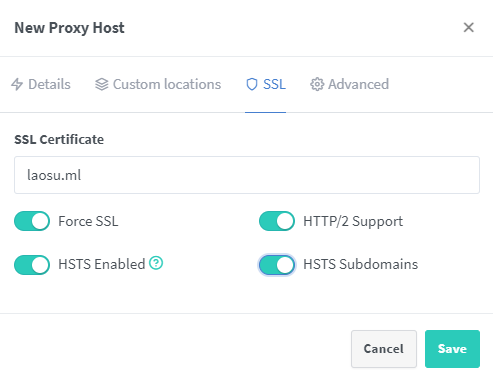 New Proxy Host ×
Details Custom locations SSL Advanced
SSL Certificate
laosu.ml
Force SSL HTTP/2 Support
HSTS Enabled ? HSTS Subdomains
Cancel Save